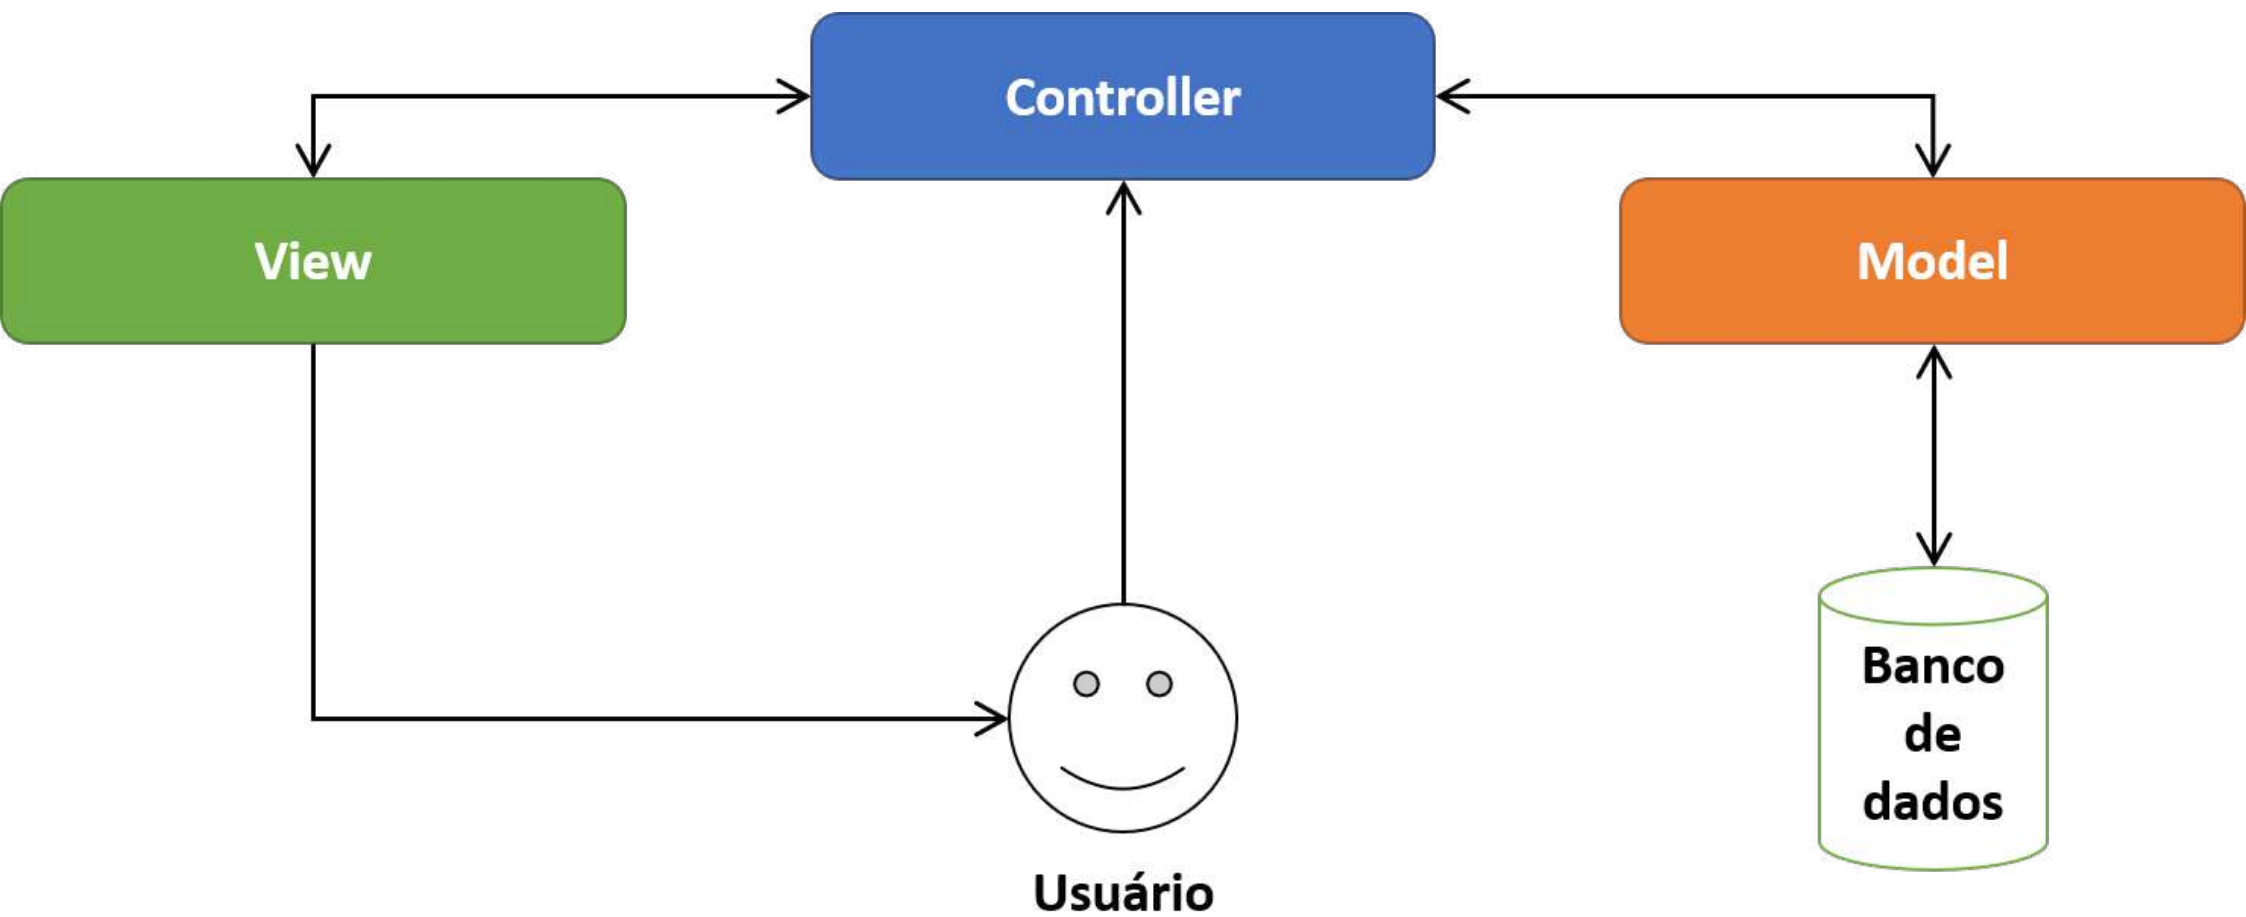 Controller
View
Model
Banco
de
dados
Usuário